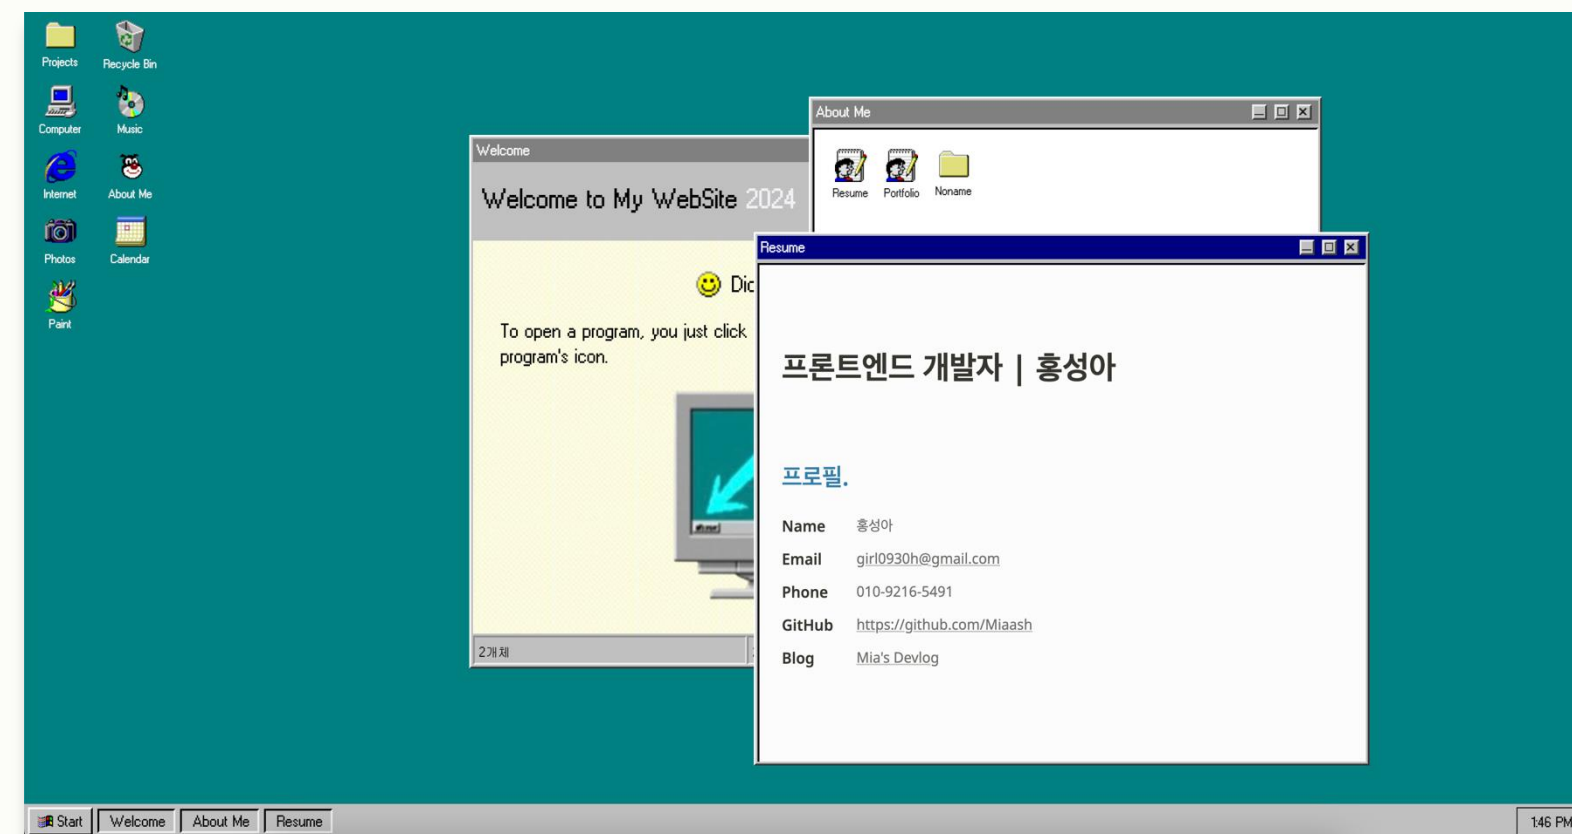 Projects
Recycle Bin
Computer
Music
Internet
About Me
Photos
Calendar
Paint
Welcome
Welcome to My WebSite 2024
To open a program, you just click
program's icon.
2개체
About Me
Resume
Portfolio
Noname
Resume
프론트엔드 개발자 | 홍성아
프로필.
Name 홍성아
Email girl0930h@gmail.com
Phone 010-9216-5491
GitHub https://github.com/Miaash
Blog Mia's Devlog
Start
Welcome
About Me
Resume
1:46 PM